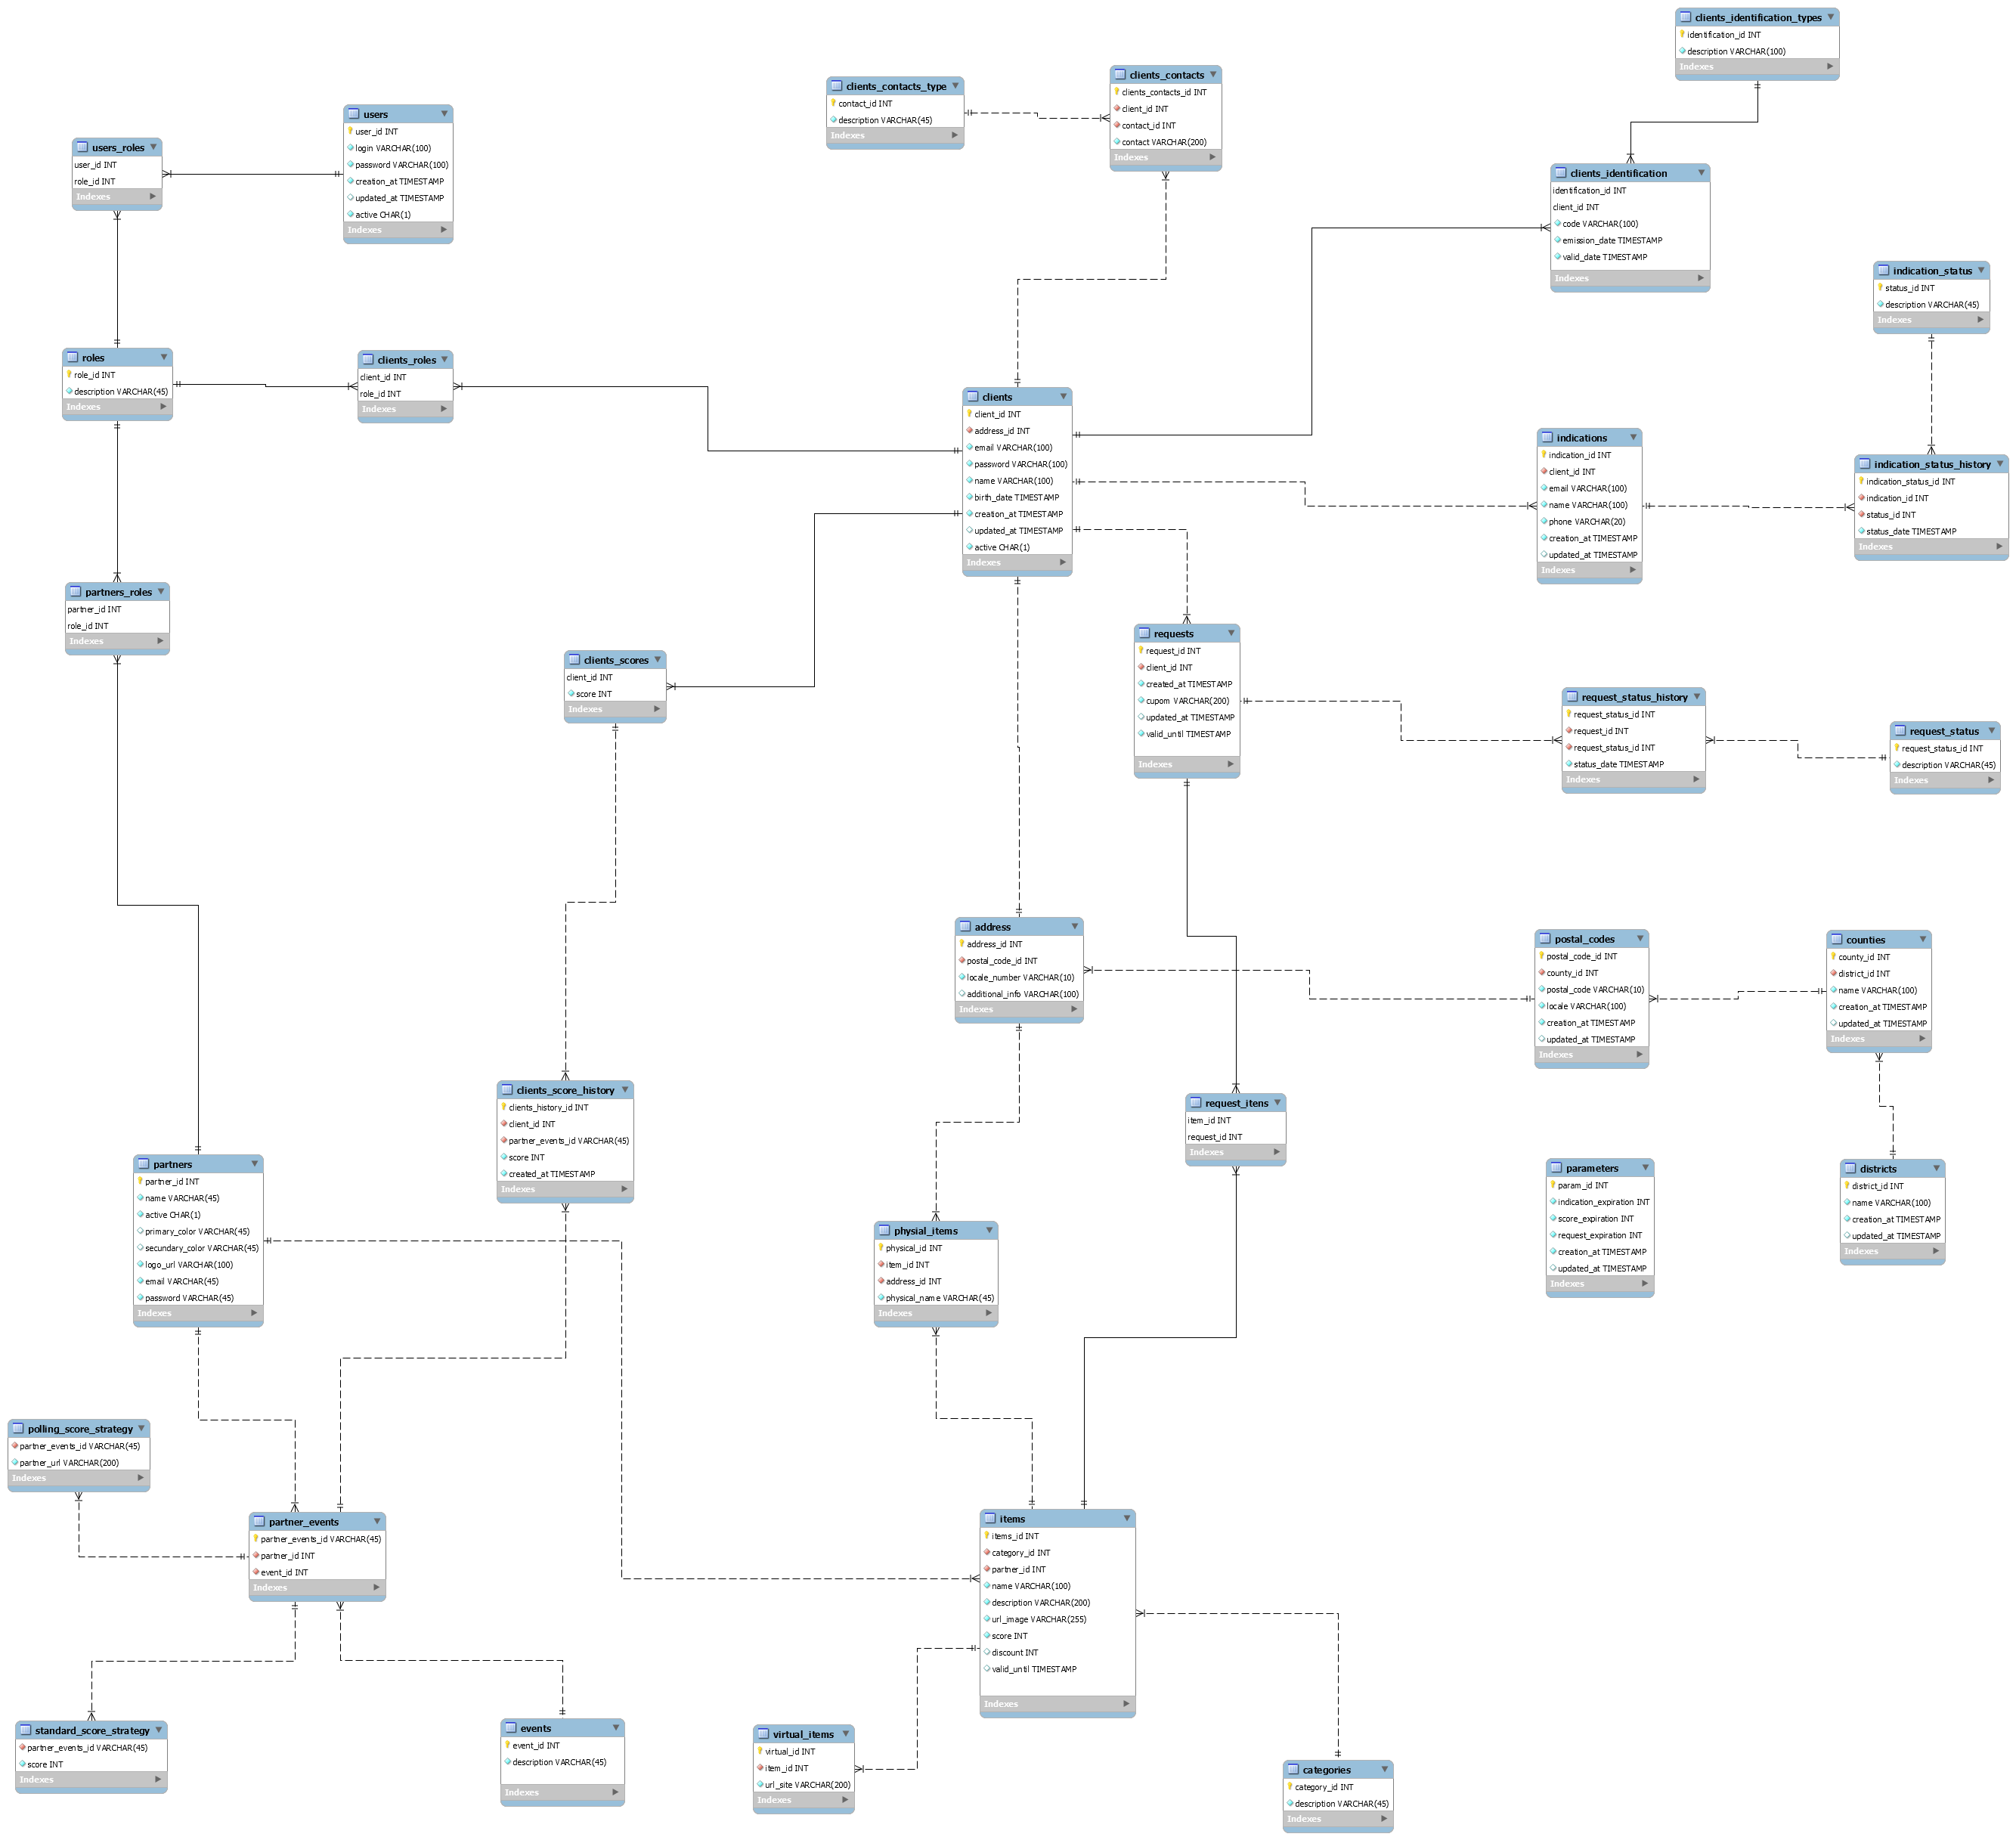 clients_identification_types
identification_id INT
description VARCHAR(100)
Indexes
clients_contacts_type
contact_id INT
description VARCHAR(45)
Indexes
clients_contacts
clients_contacts_id INT
client_id INT
contact_id INT
contact VARCHAR(200)
Indexes
users
user_id INT
login VARCHAR(100)
password VARCHAR(100)
creation_at TIMESTAMP
updated_at TIMESTAMP
active CHAR(1)
Indexes
users_roles
user_id INT
role_id INT
Indexes
clients_identification
identification_id INT
client_id INT
code VARCHAR(100)
emission_date TIMESTAMP
valid_date TIMESTAMP
Indexes
indication_status
status_id INT
description VARCHAR(45)
Indexes
roles
role_id INT
description VARCHAR(45)
Indexes
clients_roles
client_id INT
role_id INT
Indexes
clients
client_id INT
address_id INT
email VARCHAR(100)
password VARCHAR(100)
name VARCHAR(100)
birth_date TIMESTAMP
creation_at TIMESTAMP
updated_at TIMESTAMP
active CHAR(1)
Indexes
indications
indication_id INT
client_id INT
email VARCHAR(100)
name VARCHAR(100)
phone VARCHAR(20)
creation_at TIMESTAMP
updated_at TIMESTAMP
Indexes
indication_status_history
indication_status_id INT
indication_id INT
status_id INT
status_date TIMESTAMP
Indexes
partners_roles
partner_id INT
role_id INT
Indexes
clients_scores
client_id INT
score INT
Indexes
requests
request_id INT
client_id INT
created_at TIMESTAMP
cupom VARCHAR(200)
updated_at TIMESTAMP
valid_until TIMESTAMP
Indexes
request_status_history
request_status_id INT
request_id INT
request_status_id INT
status_date TIMESTAMP
Indexes
request_status
request_status_id INT
description VARCHAR(45)
Indexes
address
address_id INT
postal_code_id INT
locale_number VARCHAR(10)
additional_info VARCHAR(100)
Indexes
postal_codes
postal_code_id INT
county_id INT
postal_code VARCHAR(10)
locale VARCHAR(100)
creation_at TIMESTAMP
updated_at TIMESTAMP
Indexes
counties
county_id INT
district_id INT
name VARCHAR(100)
creation_at TIMESTAMP
updated_at TIMESTAMP
Indexes
clients_score_history
clients_history_id INT
client_id INT
partner_events_id VARCHAR(45)
score INT
created_at TIMESTAMP
Indexes
request_itens
item_id INT
request_id INT
Indexes
partners
partner_id INT
name VARCHAR(45)
active CHAR(1)
primary_color VARCHAR(45)
secundary_color VARCHAR(45)
logo_url VARCHAR(100)
email VARCHAR(45)
password VARCHAR(45)
Indexes
parameters
param_id INT
indication_expiration INT
score_expiration INT
request_expiration INT
creation_at TIMESTAMP
updated_at TIMESTAMP
Indexes
districts
district_id INT
name VARCHAR(100)
creation_at TIMESTAMP
updated_at TIMESTAMP
Indexes
physial_items
physical_id INT
item_id INT
address_id INT
physical_name VARCHAR(45)
Indexes
polling_score_strategy
partner_events_id VARCHAR(45)
partner_url VARCHAR(200)
Indexes
partner_events
partner_events_id VARCHAR(45)
partner_id INT
event_id INT
Indexes
items
items_id INT
category_id INT
partner_id INT
name VARCHAR(100)
description VARCHAR(200)
url_image VARCHAR(255)
score INT
discount INT
valid_until TIMESTAMP
Indexes
standard_score_strategy
partner_events_id VARCHAR(45)
score INT
Indexes
events
event_id INT
description VARCHAR(45)
Indexes
virtual_items
virtual_id INT
item_id INT
url_site VARCHAR(200)
Indexes
categories
category_id INT
description VARCHAR(45)
Indexes